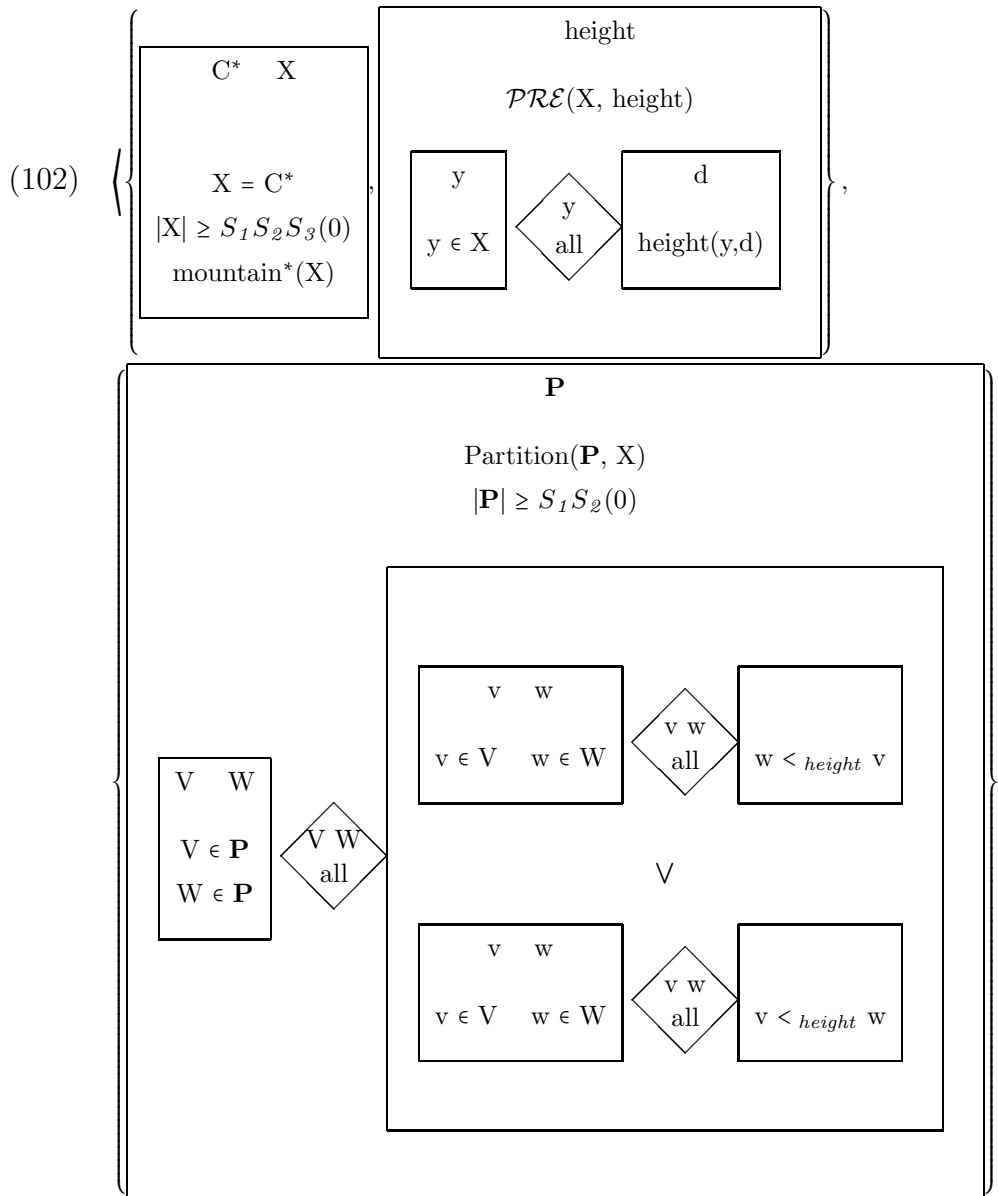 (102)
C* X
X = C*
|X| ≥ S₁S₂S₃(0)
mountain*(X)
,
height
𝒫ℛℰ(X, height)
y
y ∈ X
y
all
d
height(y,d)
,
P
Partition(P, X)
|P| ≥ S₁S₂(0)
V W
V ∈ P
W ∈ P
V W
all
v w
v ∈ V w ∈ W
v w
all
w < height v
∨
v w
v ∈ V w ∈ W
v w
all
v < height w